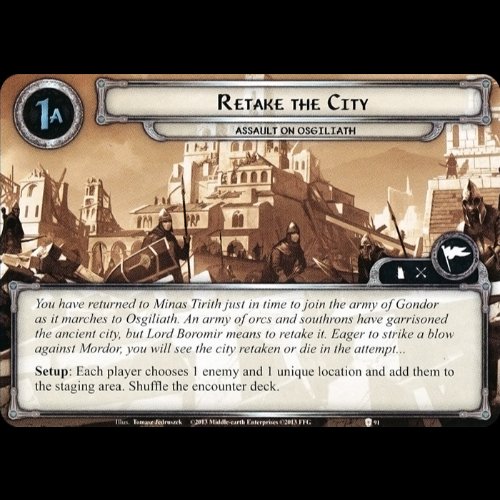 1A
RETAKE THE CITY
ASSAULT ON OSGILIATH
You have returned to Minas Tirith just in time to join the army of Gondor
as it marches to Osgiliath. An army of orcs and southrons have garrisoned
the ancient city, but Lord Boromir means to retake it. Eager to strike a blow
against Mordor, you will see the city retaken or die in the attempt...
Setup: Each player chooses 1 enemy and 1 unique location and add them to
the staging area. Shuffle the encounter deck.
Illus. Tomasz Jedruszek ©2013 Middle-earth Enterprises ©2013 FFG 91